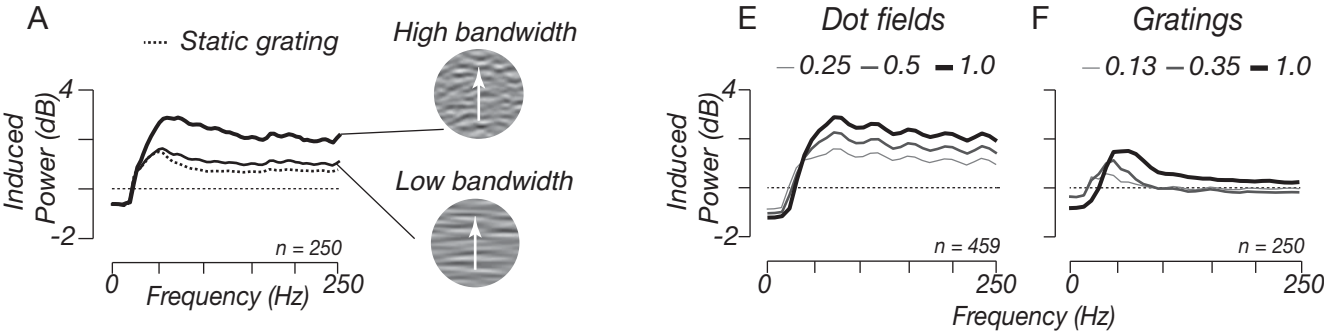 A
Static grating
High bandwidth
Low bandwidth
4
-2
Induced
Power (dB)
n = 250
0
250
Frequency (Hz)
E
Dot fields
0.25 0.5 1.0
4
-2
Induced
Power (dB)
n = 459
0
250
F
Gratings
0.13 0.35 1.0
n = 250
0
250
Frequency (Hz)